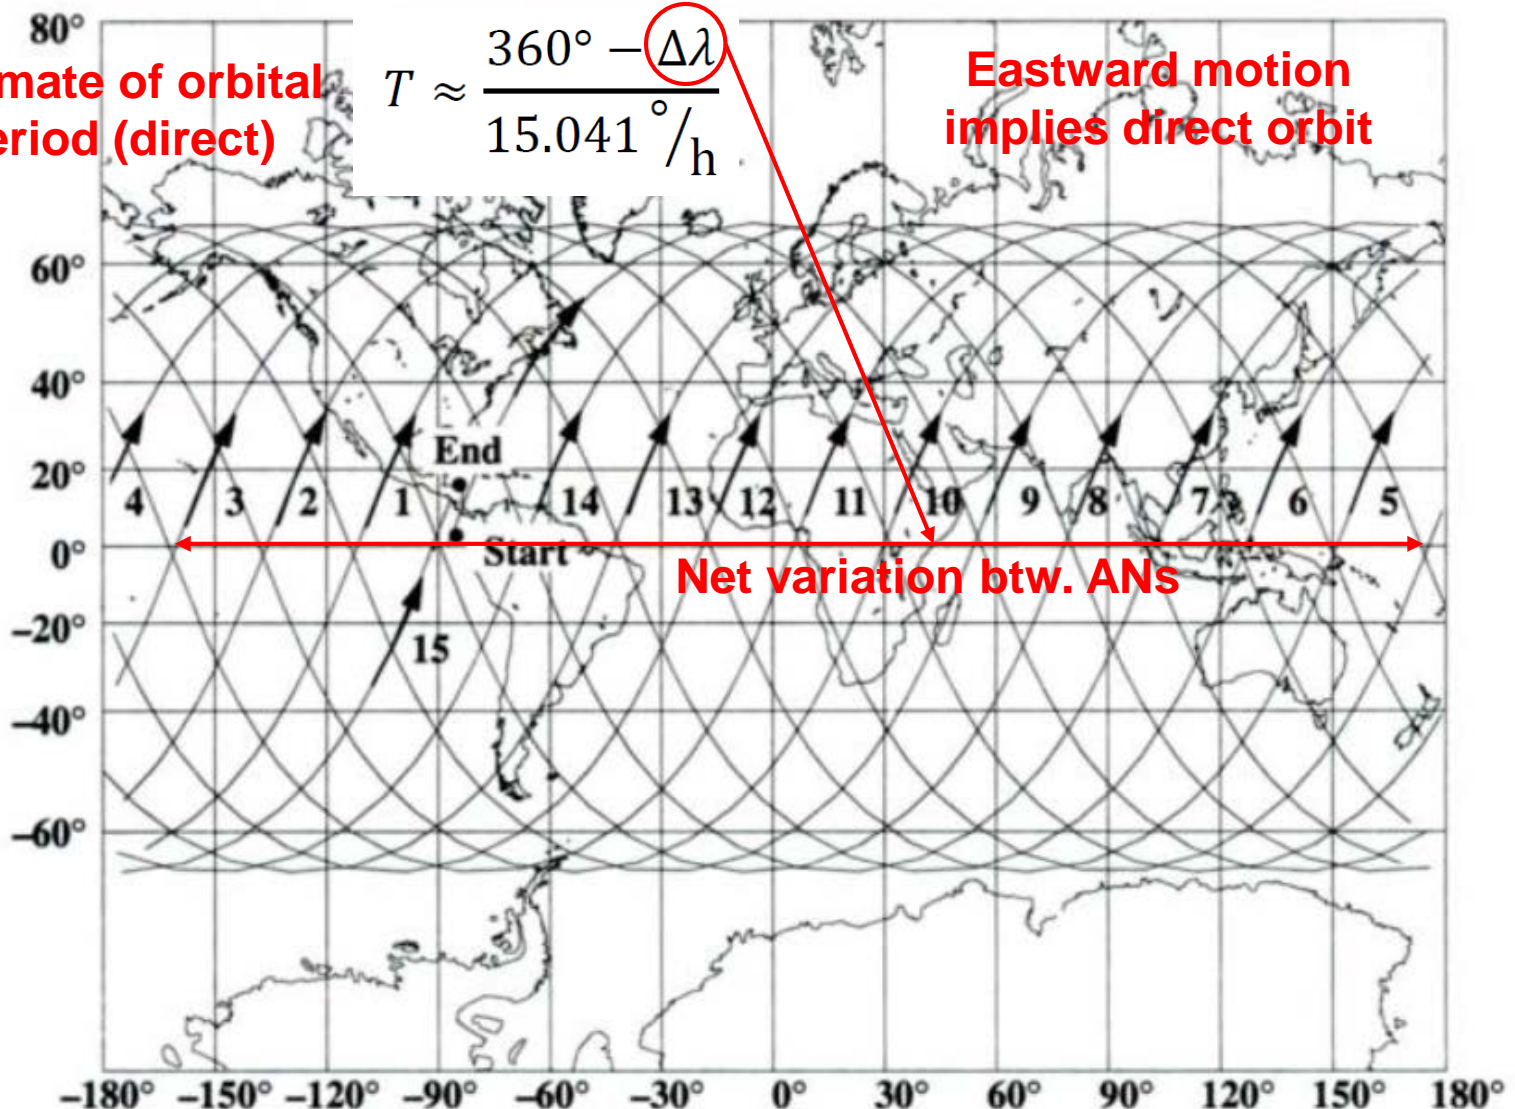 80°
mate of orbital
eriod (direct)
T ≈ (360° − Δλ) / (15.041 °/h)
Eastward motion
implies direct orbit
60°
40°
End
20°
4 3 2 1 14 13 12 11 10 9 8 7 6 5
0°
Start
Net variation btw. ANs
−20°
15
−40°
−60°
−180° −150° −120° −90° −60° −30° 0° 30° 60° 90° 120° 150° 180°